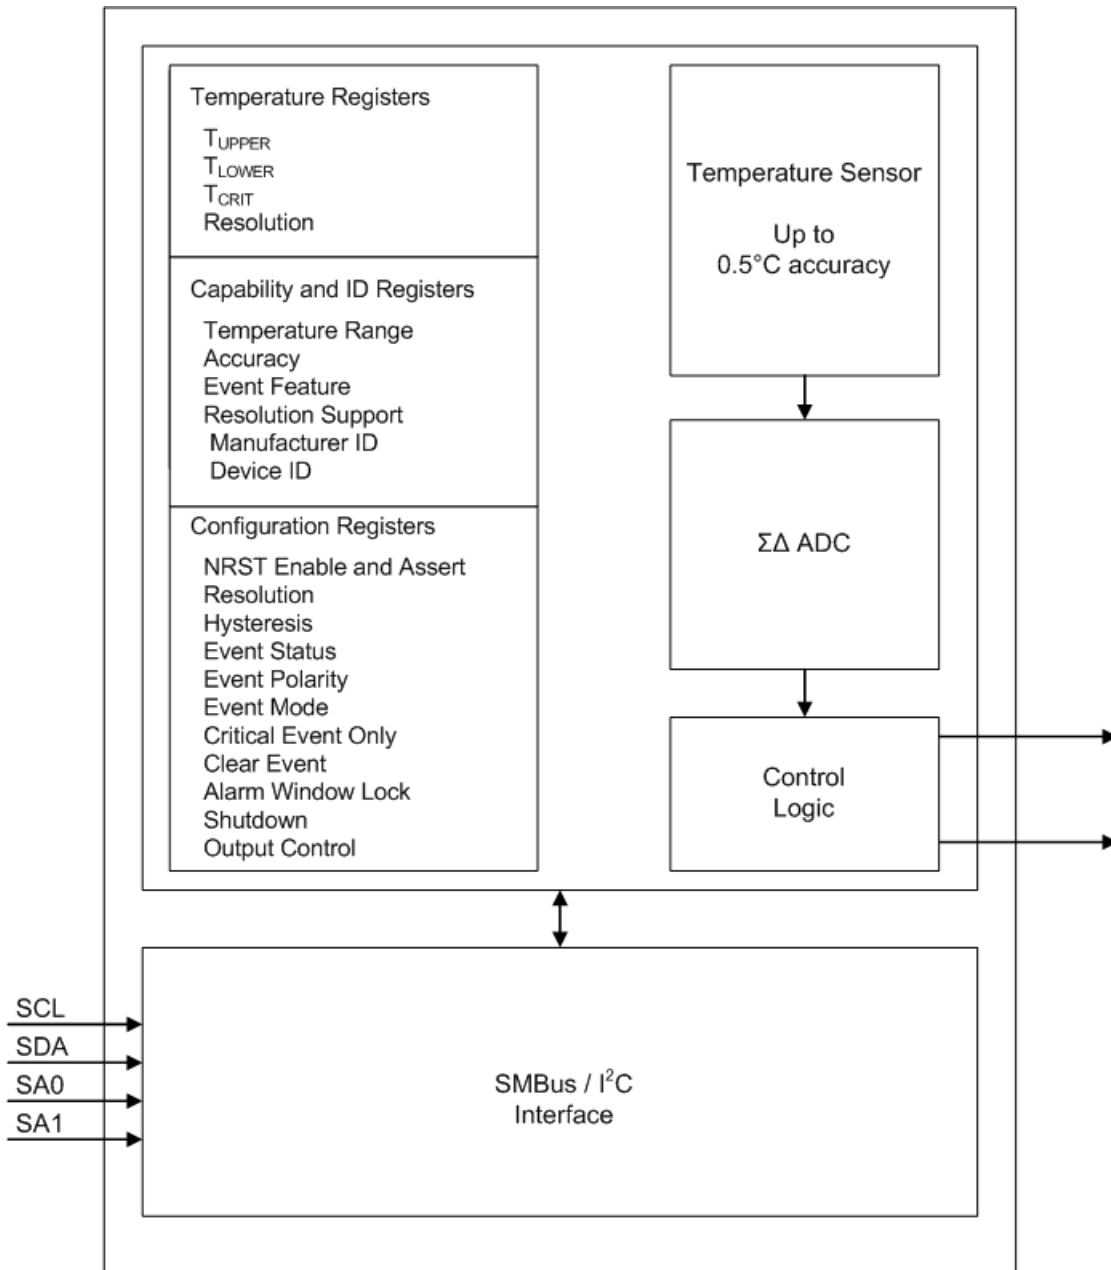 Temperature Registers
T_UPPER
T_LOWER
T_CRIT
Resolution
Capability and ID Registers
Temperature Range
Accuracy
Event Feature
Resolution Support
Manufacturer ID
Device ID
Configuration Registers
NRST Enable and Assert
Resolution
Hysteresis
Event Status
Event Polarity
Event Mode
Critical Event Only
Clear Event
Alarm Window Lock
Shutdown
Output Control
Temperature Sensor
Up to
0.5°C accuracy
ΣΔ ADC
Control
Logic
SCL
SDA
SA0
SA1
SMBus / I²C
Interface